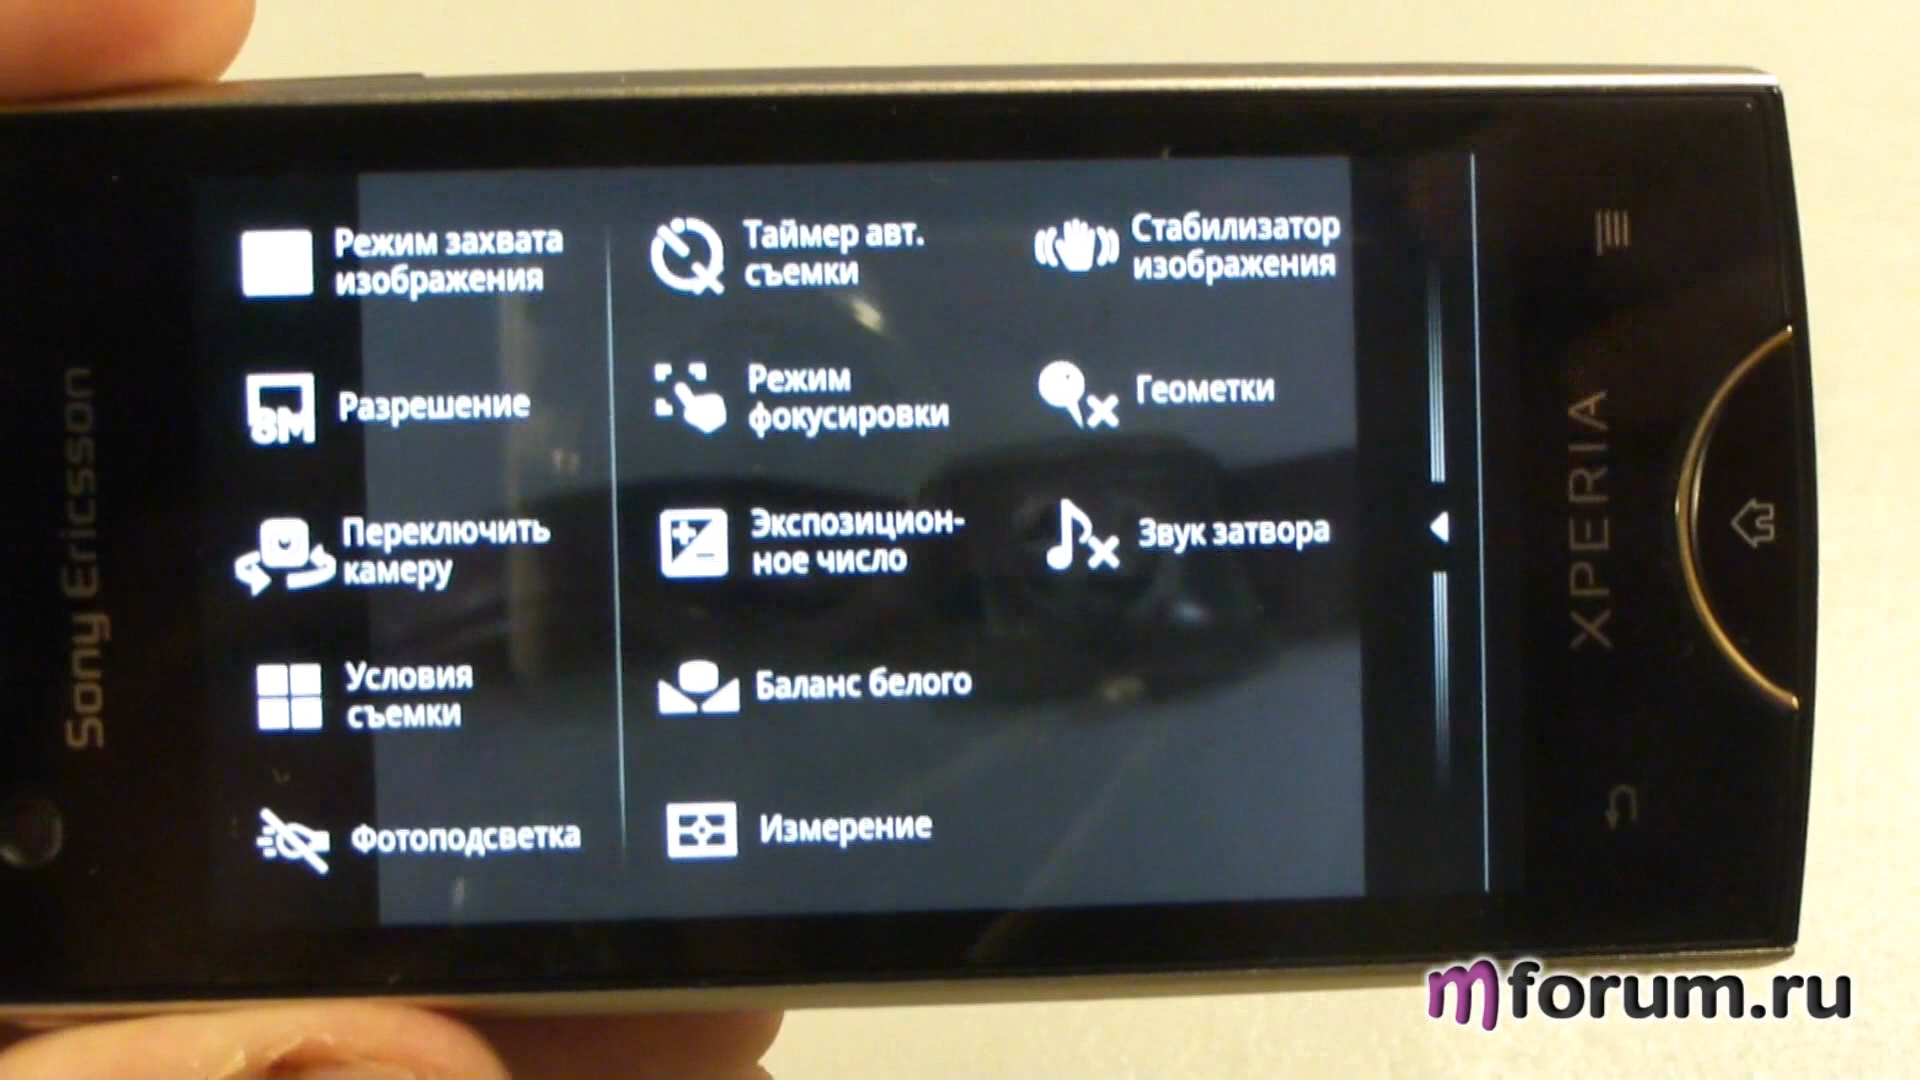 Режим захвата
изображения
8M
Разрешение
Переключить
камеру
Условия
съемки
Фотоподсветка
Таймер авт.
съемки
Режим
фокусировки
Экспозицион-
ное число
Баланс белого
Измерение
Стабилизатор
изображения
Геометки
Звук затвора
Sony Ericsson
XPERIA
mforum.ru